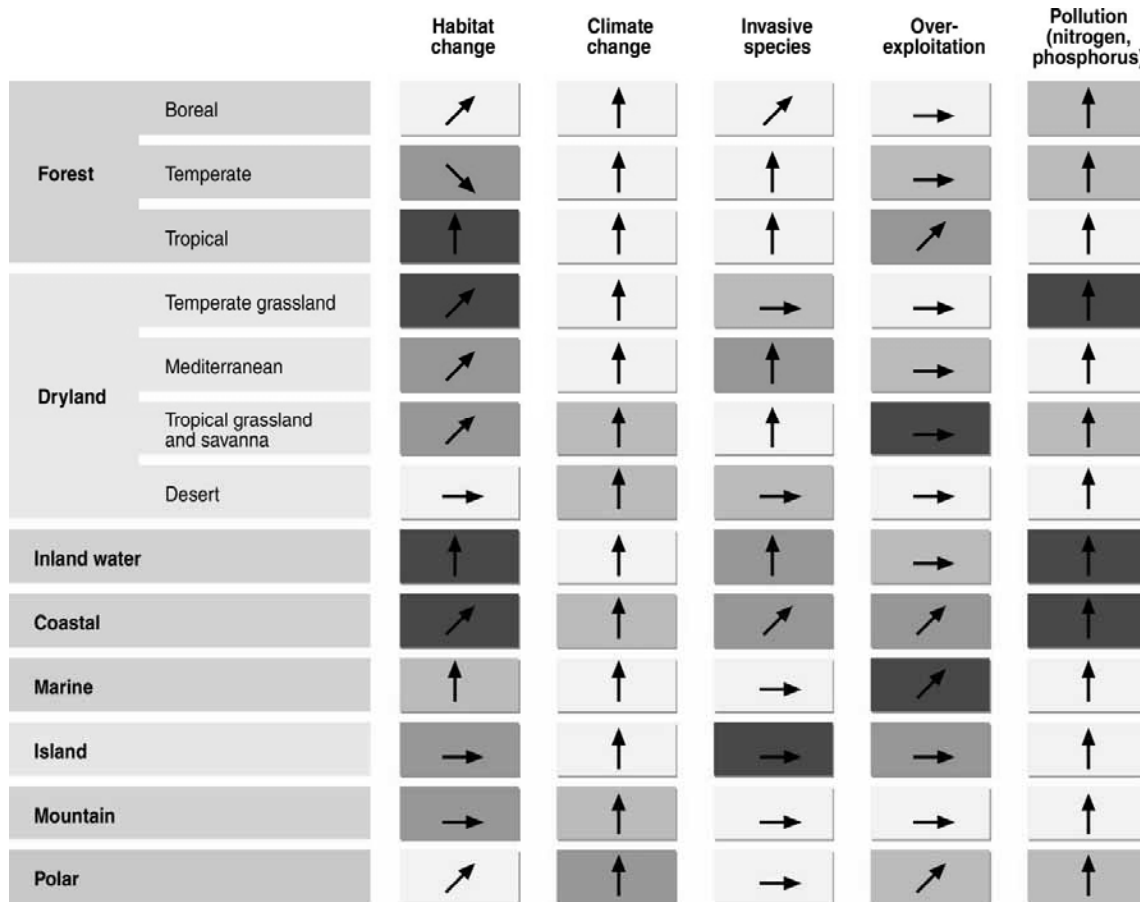 Habitat
change
Climate
change
Invasive
species
Over-
exploitation
Pollution
(nitrogen,
phosphorus)
Forest
Boreal
Temperate
Tropical
Dryland
Temperate grassland
Mediterranean
Tropical grassland
and savanna
Desert
Inland water
Coastal
Marine
Island
Mountain
Polar